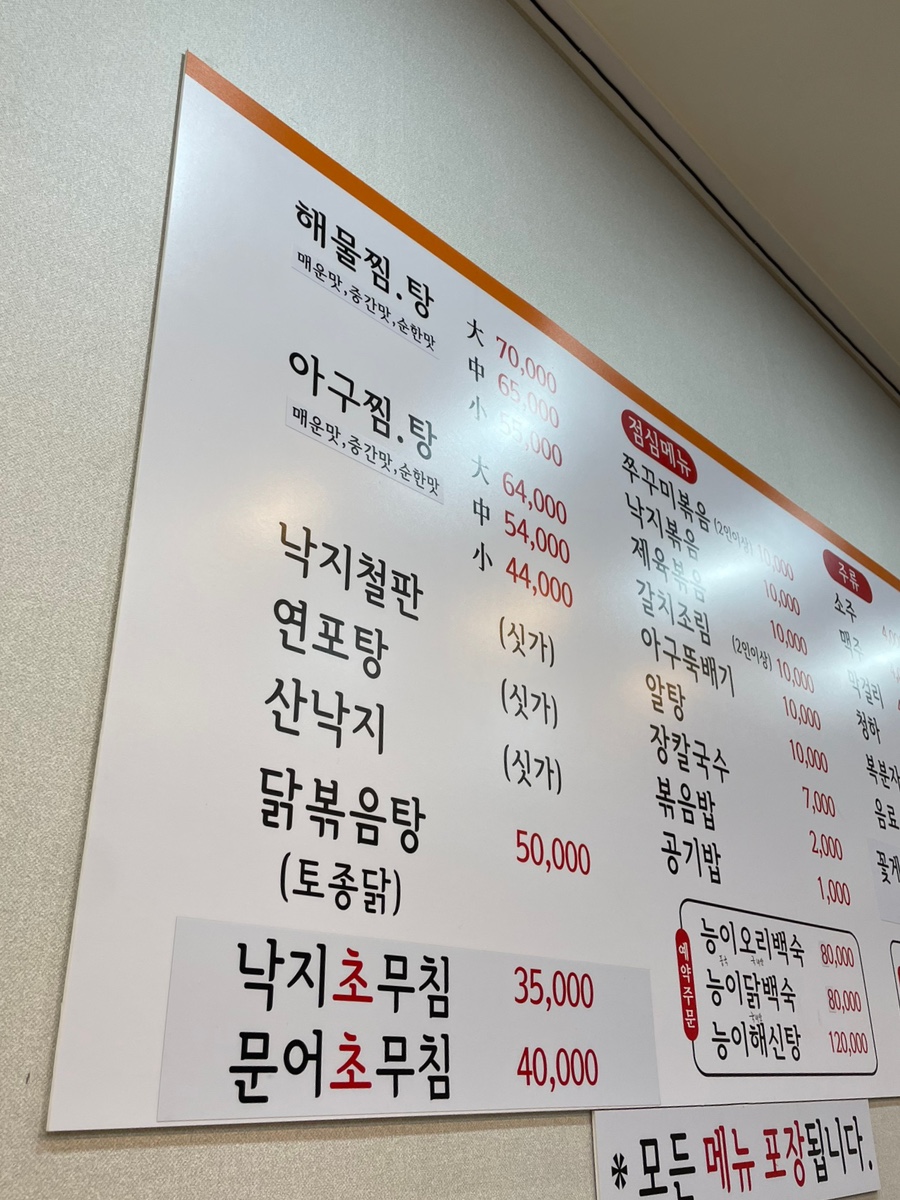 해물찜.탕
매운맛,중간맛,순한맛
大 70,000
中 65,000
小 55,000
아구찜.탕
매운맛,중간맛,순한맛
大 64,000
中 54,000
小 44,000
낙지철판 (싯가)
연포탕 (싯가)
산낙지 (싯가)
닭볶음탕 50,000
(토종닭)
낙지초무침 35,000
문어초무침 40,000
점심메뉴
쭈꾸미볶음 (2인이상) 10,000
낙지볶음 10,000
제육볶음 10,000
갈치조림 (2인이상) 10,000
아구뚝배기 10,000
알탕 10,000
장칼국수 7,000
볶음밥 2,000
공기밥 1,000
예약주문
능이오리백숙 80,000
능이닭백숙 80,000
능이해신탕 120,000
주류
소주
맥주
막걸리
청하
복분자
음료
꽃게
* 모든 메뉴 포장됩니다.